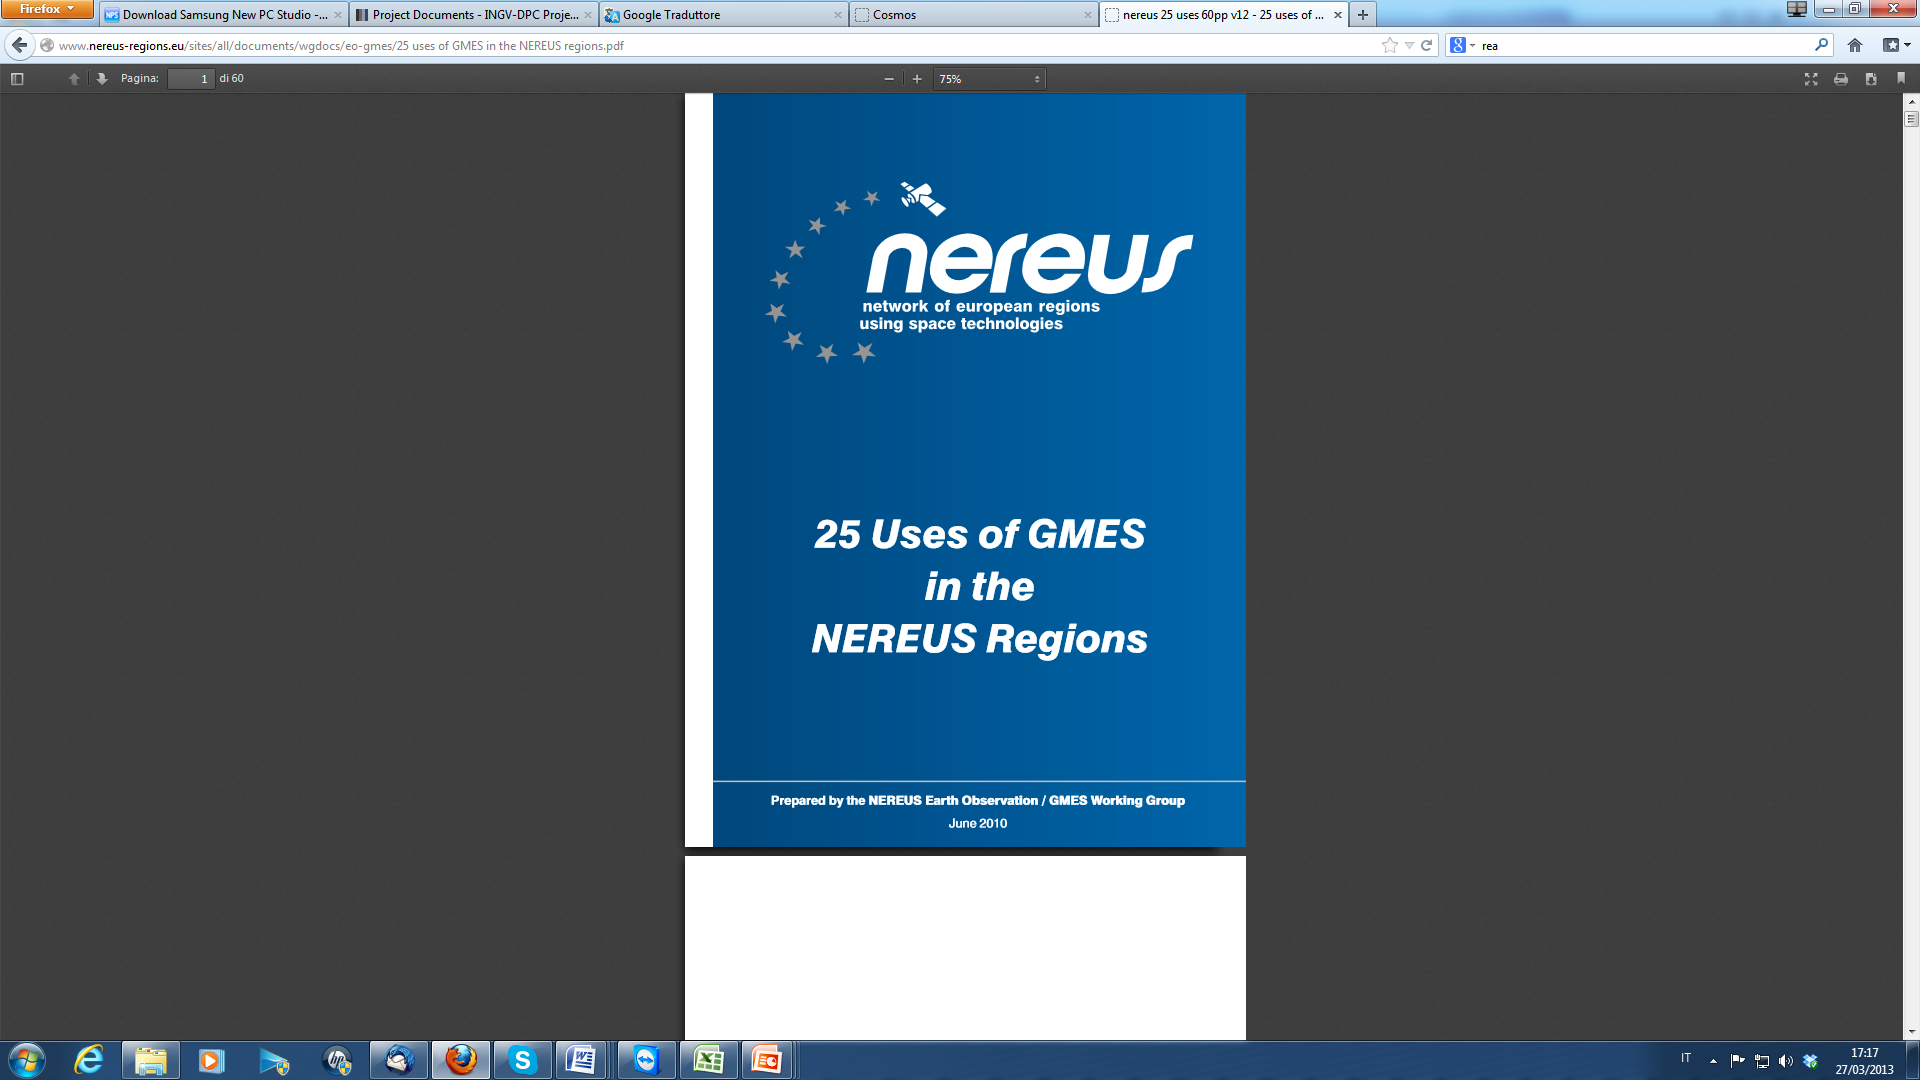 Firefox
Download Samsung New PC Studio -...
Project Documents - INGV-DPC Proje...
Google Traduttore
Cosmos
nereus 25 uses 60pp v12 - 25 uses of ...
www.nereus-regions.eu/sites/all/documents/wgdocs/eo-gmes/25 uses of GMES in the NEREUS regions.pdf
rea
Pagina: 1 di 60
75%
nereus
network of european regions
using space technologies
25 Uses of GMES
in the
NEREUS Regions
Prepared by the NEREUS Earth Observation / GMES Working Group
June 2010
IT
17:17
27/03/2013